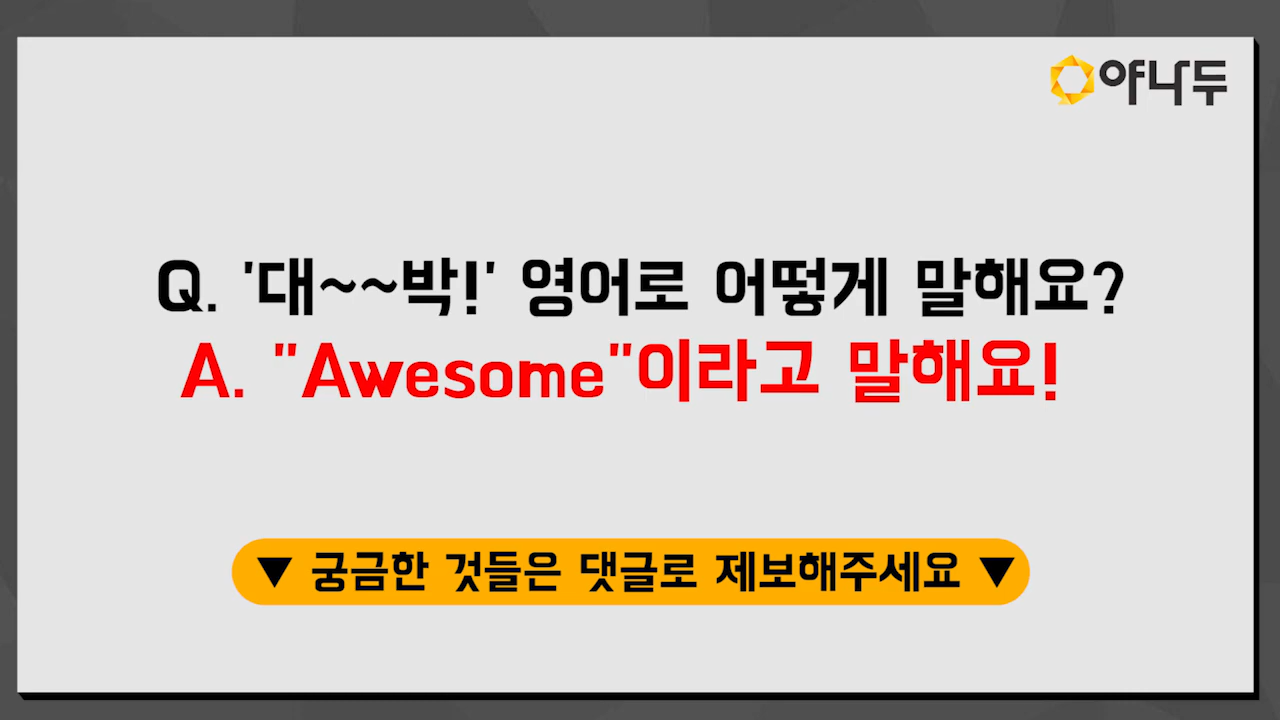 야나두
Q. '대~~박!' 영어로 어떻게 말해요?
A. "Awesome"이라고 말해요!
▼ 궁금한 것들은 댓글로 제보해주세요 ▼